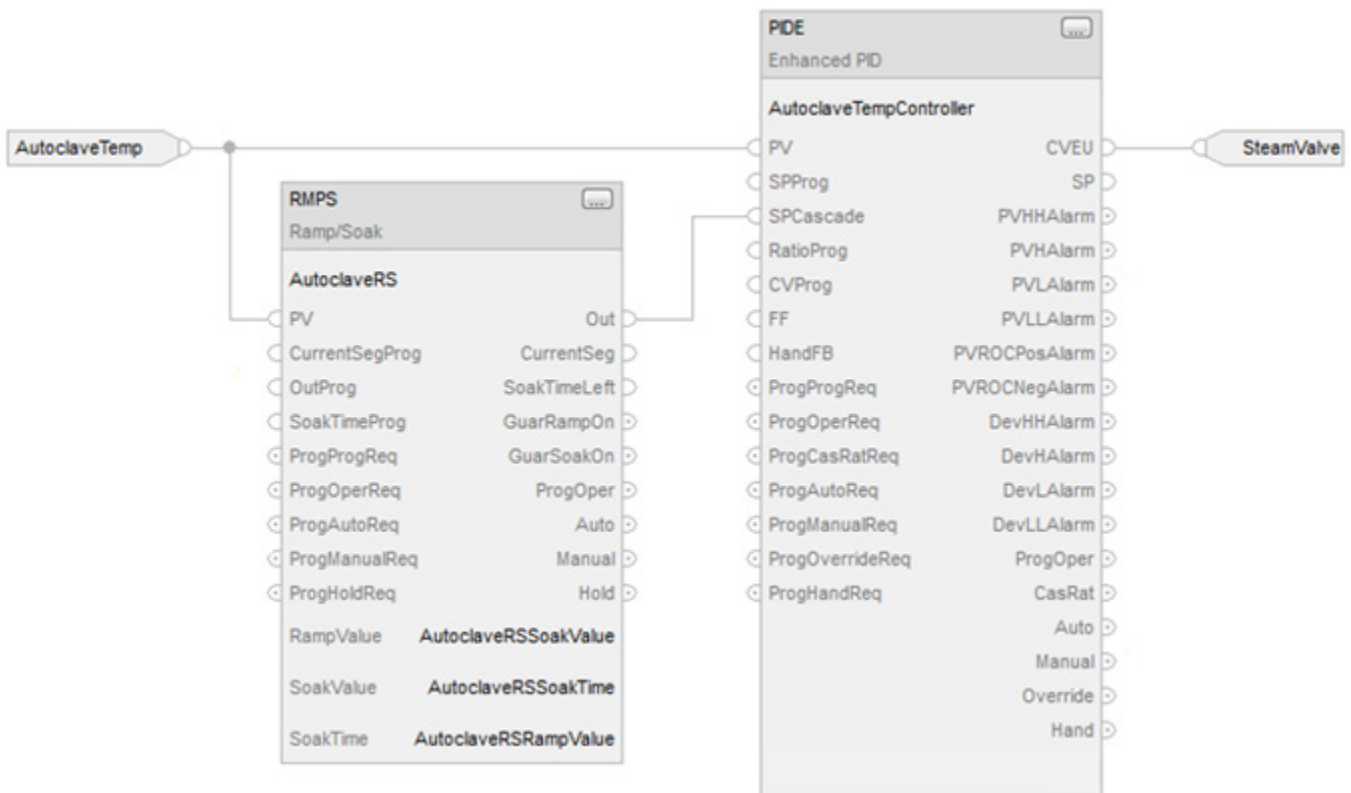 AutoclaveTemp
RMPS ...
Ramp/Soak
AutoclaveRS
PV Out
CurrentSegProg CurrentSeg
OutProg SoakTimeLeft
SoakTimeProg GuarRampOn
ProgProgReq GuarSoakOn
ProgOperReq ProgOper
ProgAutoReq Auto
ProgManualReq Manual
ProgHoldReq Hold
RampValue AutoclaveRSSoakValue
SoakValue AutoclaveRSSoakTime
SoakTime AutoclaveRSRampValue
PIDE ...
Enhanced PID
AutoclaveTempController
PV CVEU
SPProg SP
SPCascade PVHHAlarm
RatioProg PVHAlarm
CVProg PVLAlarm
FF PVLLAlarm
HandFB PVROCPosAlarm
ProgProgReq PVROCNegAlarm
ProgOperReq DevHHAlarm
ProgCasRatReq DevHAlarm
ProgAutoReq DevLAlarm
ProgManualReq DevLLAlarm
ProgOverrideReq ProgOper
ProgHandReq CasRat
Auto
Manual
Override
Hand
SteamValve